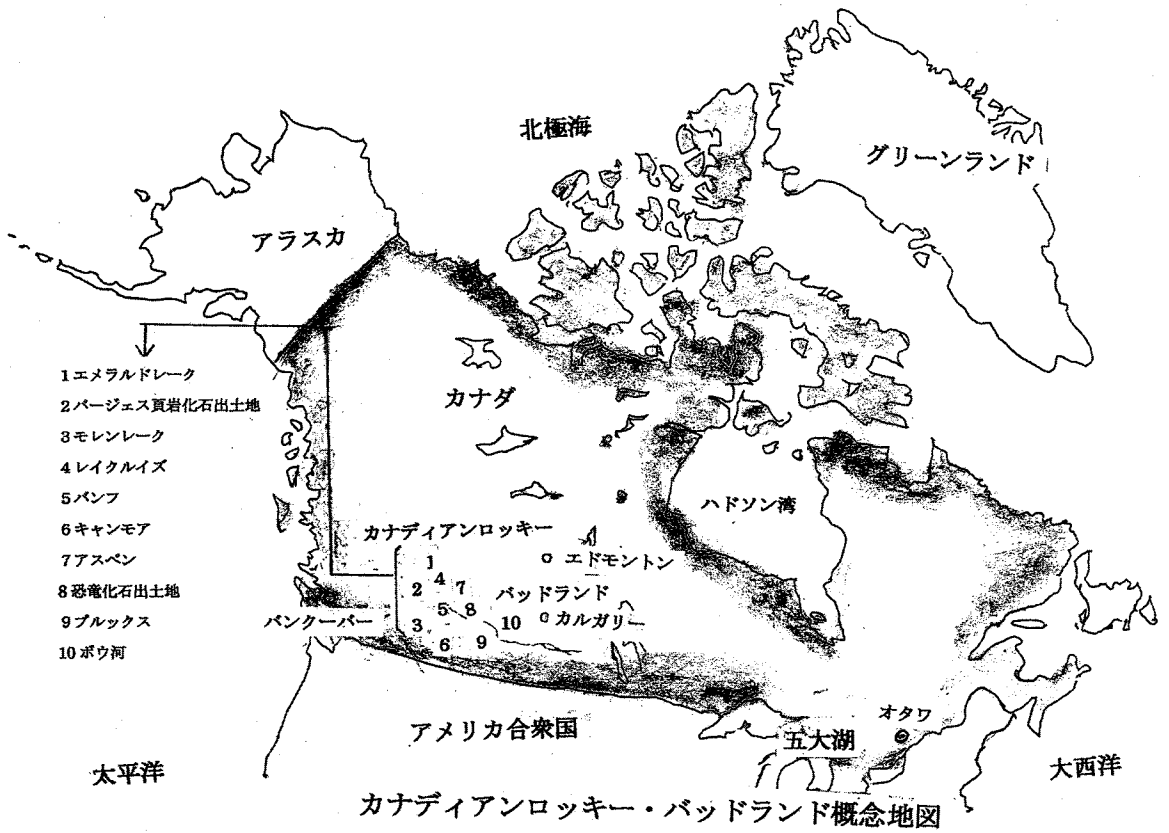 北極海
グリーンランド
アラスカ
カナダ
ハドソン湾
1エメラルドレーク
2バージェス頁岩化石出土地
3モレンレーク
4レイクルイズ
5バンフ
6キャンモア
7アスペン
8恐竜化石出土地
9ブルックス
10ボウ河
カナディアンロッキー
エドモントン
バッドランド
カルガリー
バンクーバー
1
4
7
2
5
8
10
3
6
9
アメリカ合衆国
オタワ
五大湖
太平洋
大西洋
カナディアンロッキー・バッドランド概念地図